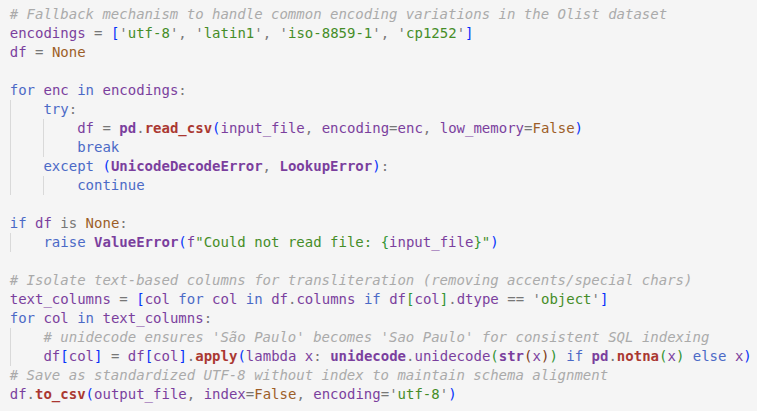 # Fallback mechanism to handle common encoding variations in the Olist dataset
encodings = ['utf-8', 'latin1', 'iso-8859-1', 'cp1252']
df = None
for enc in encodings:
    try:
        df = pd.read_csv(input_file, encoding=enc, low_memory=False)
        break
    except (UnicodeDecodeError, LookupError):
        continue
if df is None:
    raise ValueError(f"Could not read file: {input_file}")
# Isolate text-based columns for transliteration (removing accents/special chars)
text_columns = [col for col in df.columns if df[col].dtype == 'object']
for col in text_columns:
    # unidecode ensures 'São Paulo' becomes 'Sao Paulo' for consistent SQL indexing
    df[col] = df[col].apply(lambda x: unidecode.unidecode(str(x)) if pd.notna(x) else x)
# Save as standardized UTF-8 without index to maintain schema alignment
df.to_csv(output_file, index=False, encoding='utf-8')